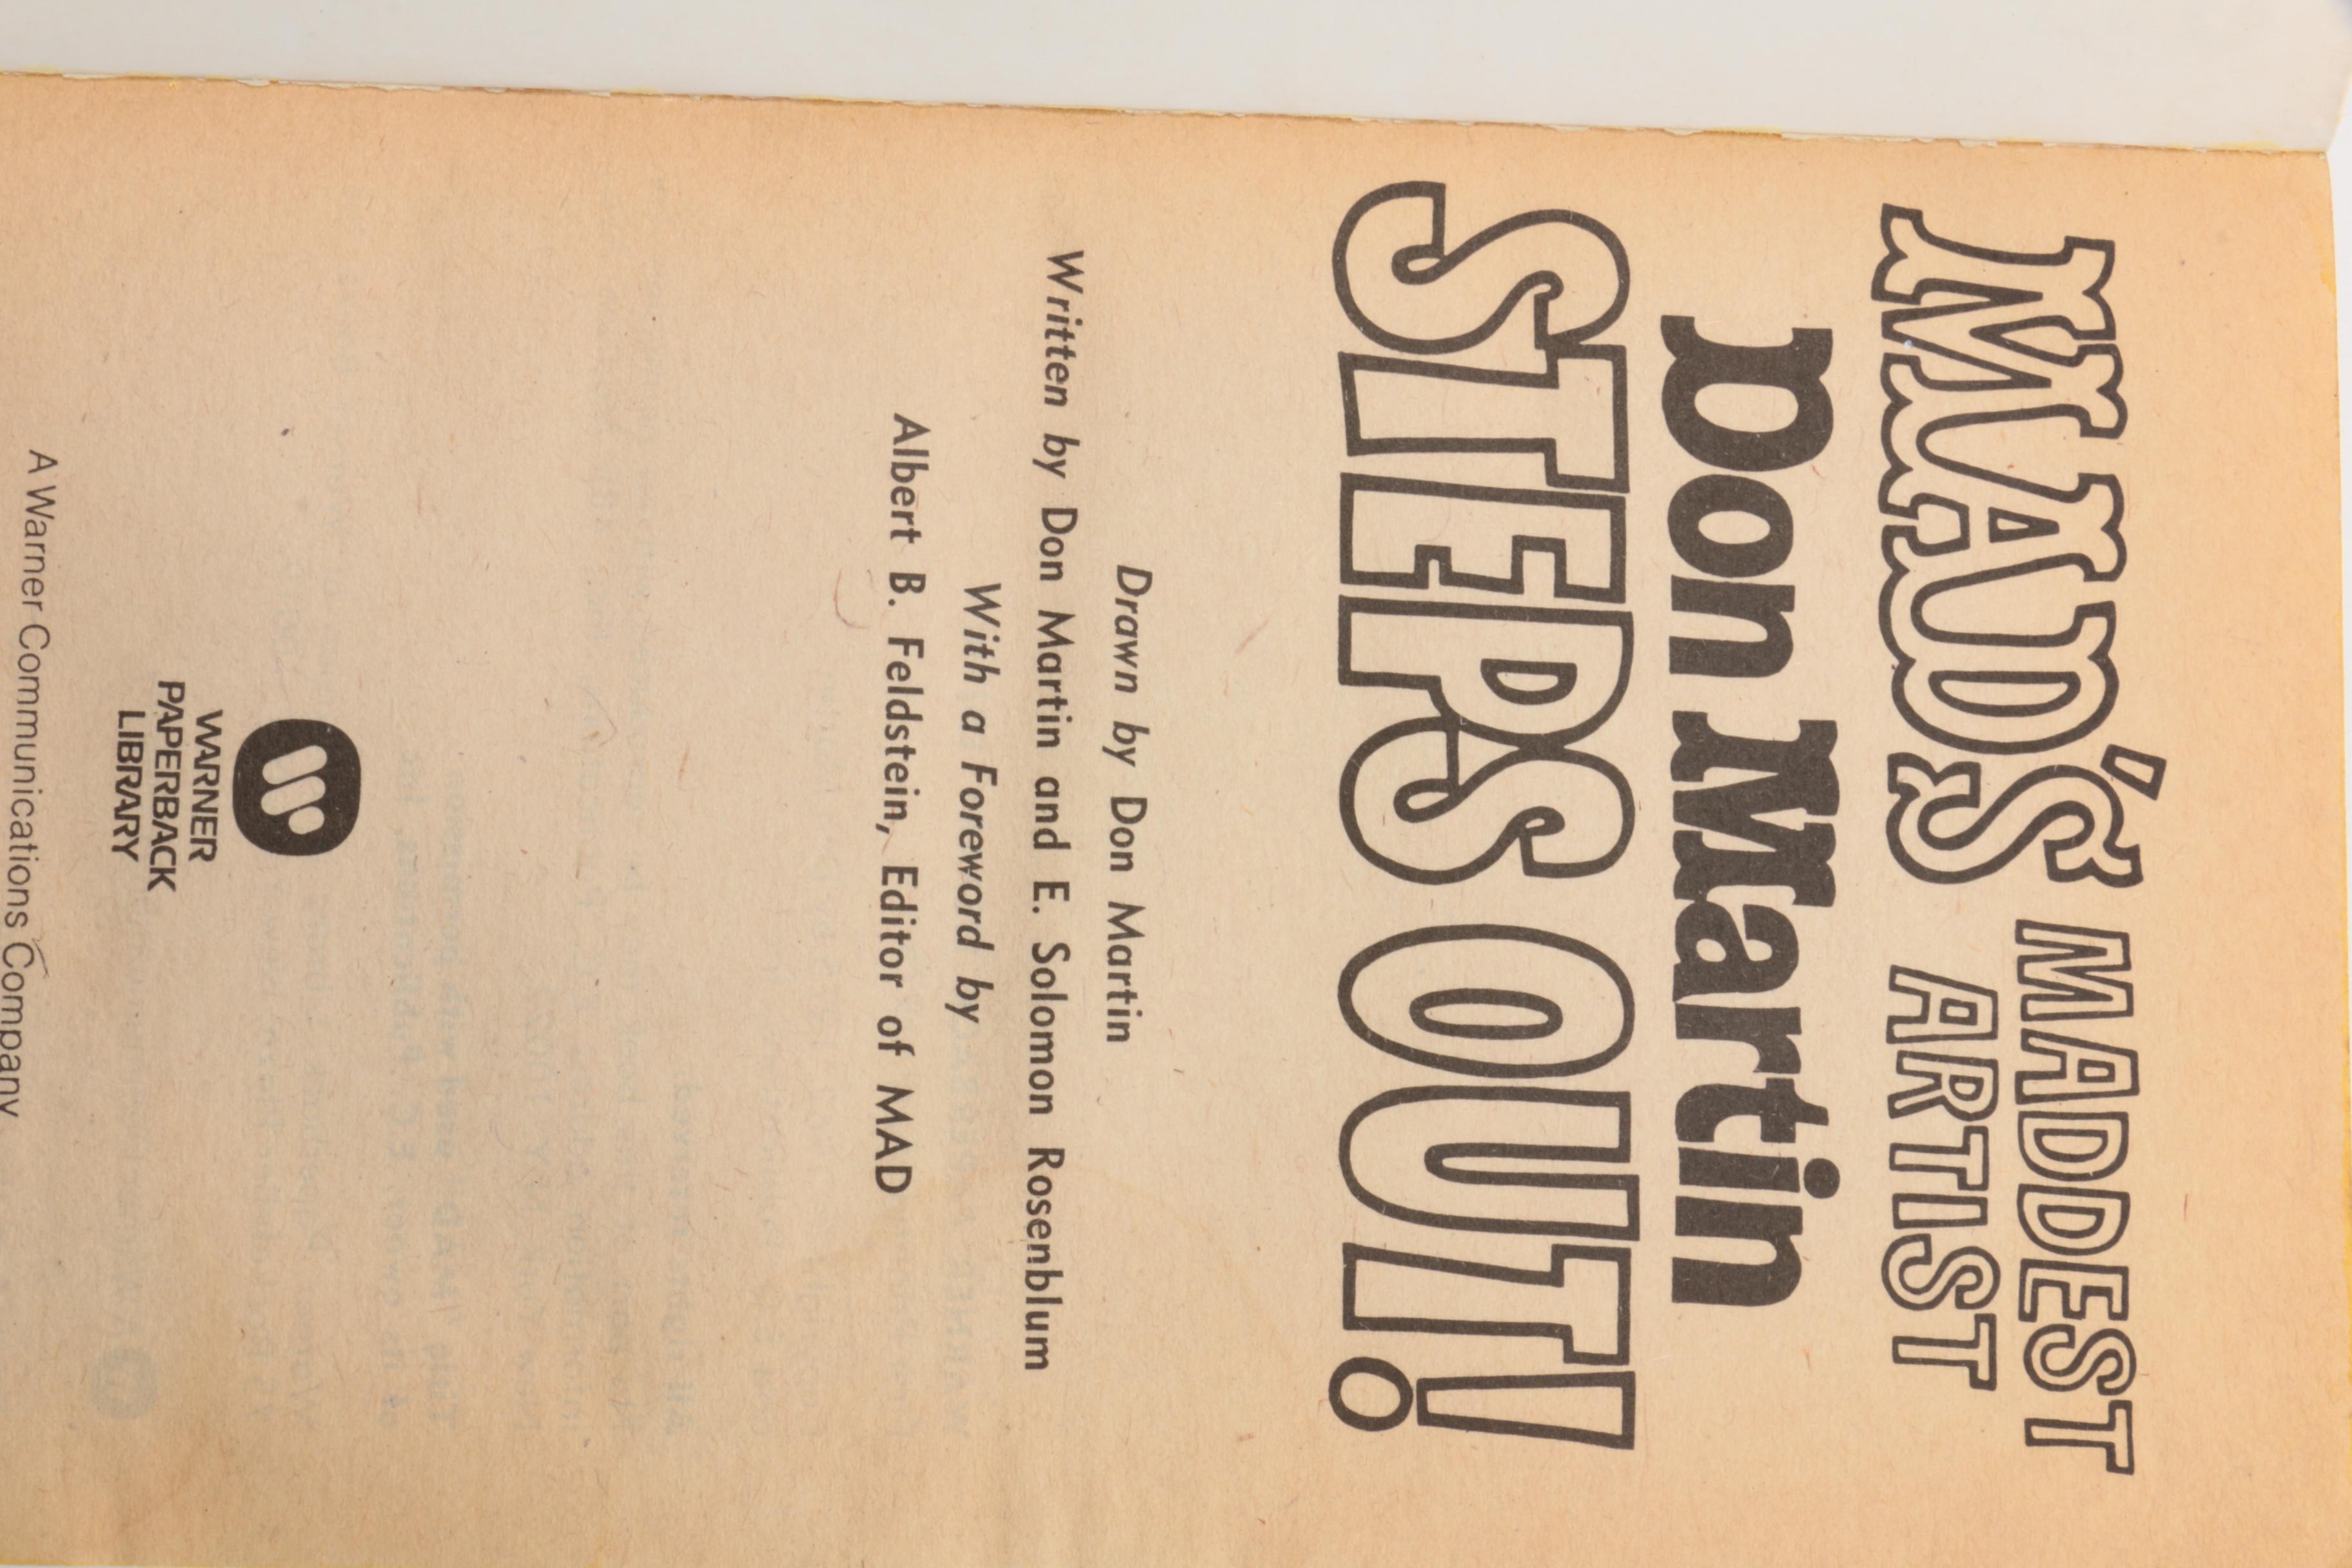 MAD'S MADDEST
ARTIST
Don Martin
STEPS OUT!
Drawn by Don Martin
Written by Don Martin and E. Solomon Rosenblum
With a Foreword by
Albert B. Feldstein, Editor of MAD
WARNER
PAPERBACK
LIBRARY
A Warner Communications Company